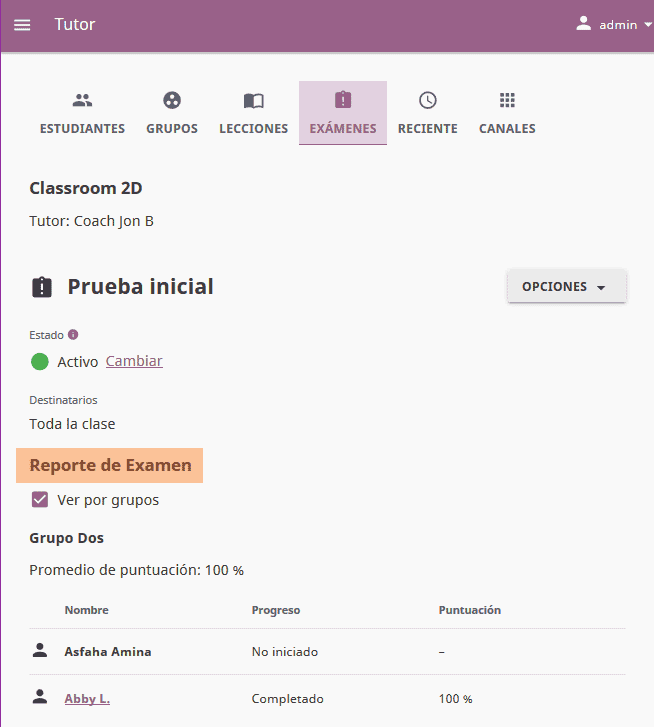 Tutor
admin
ESTUDIANTES GRUPOS LECCIONES EXÁMENES RECIENTE CANALES
Classroom 2D
Tutor: Coach Jon B
Prueba inicial
OPCIONES
Estado
Activo Cambiar
Destinatarios
Toda la clase
Reporte de Examen
Ver por grupos
Grupo Dos
Promedio de puntuación: 100 %
Nombre Progreso Puntuación
Asfaha Amina No iniciado –
Abby L. Completado 100 %